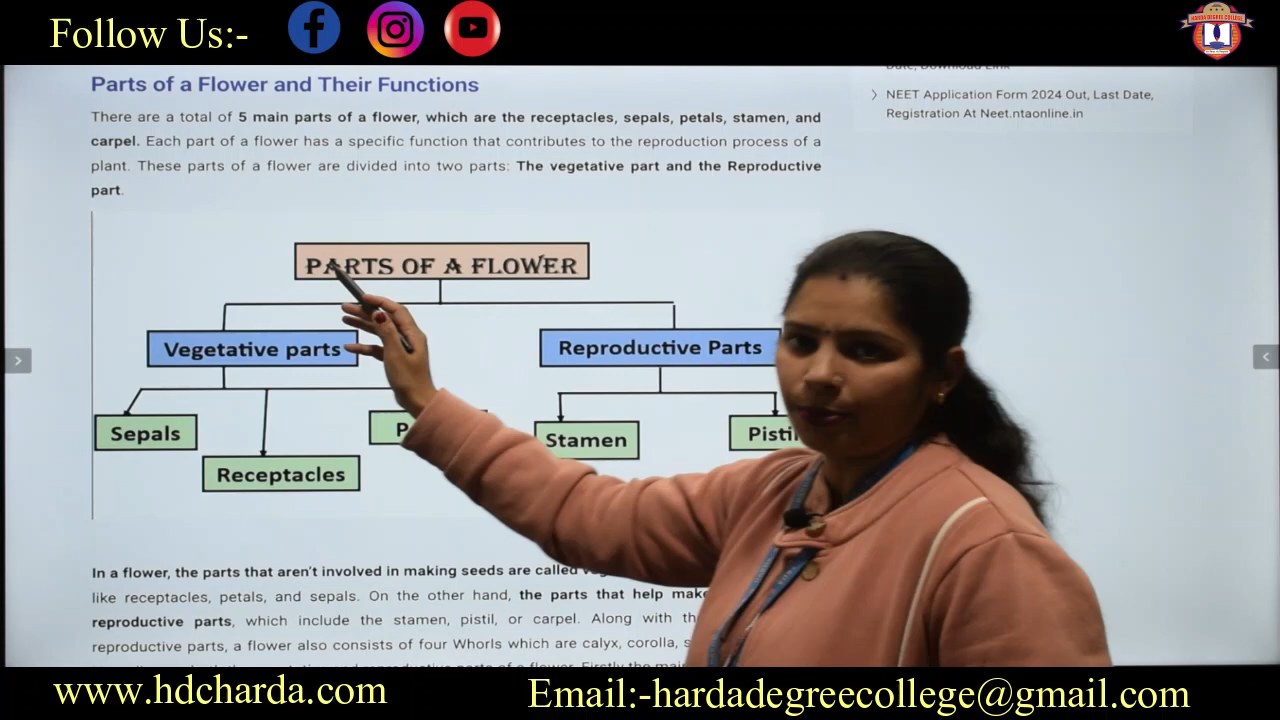 Follow Us:-
HARDA DEGREE COLLEGE
Parts of a Flower and Their Functions
There are a total of 5 main parts of a flower, which are the receptacles, sepals, petals, stamen, and
carpel. Each part of a flower has a specific function that contributes to the reproduction process of a
plant. These parts of a flower are divided into two parts: The vegetative part and the Reproductive
part.
Date, Download Link
NEET Application Form 2024 Out, Last Date,
Registration At Neet.ntaonline.in
PARTS OF A FLOWER
Vegetative parts
Reproductive Parts
Sepals
Receptacles
Stamen
In a flower, the parts that aren't involved in making seeds are called
like receptacles, petals, and sepals. On the other hand, the parts that help make
reproductive parts, which include the stamen, pistil, or carpel. Along with
reproductive parts, a flower also consists of four Whorls which are calyx, corolla,
www.hdcharda.com
Email:-hardadegreecollege@gmail.com